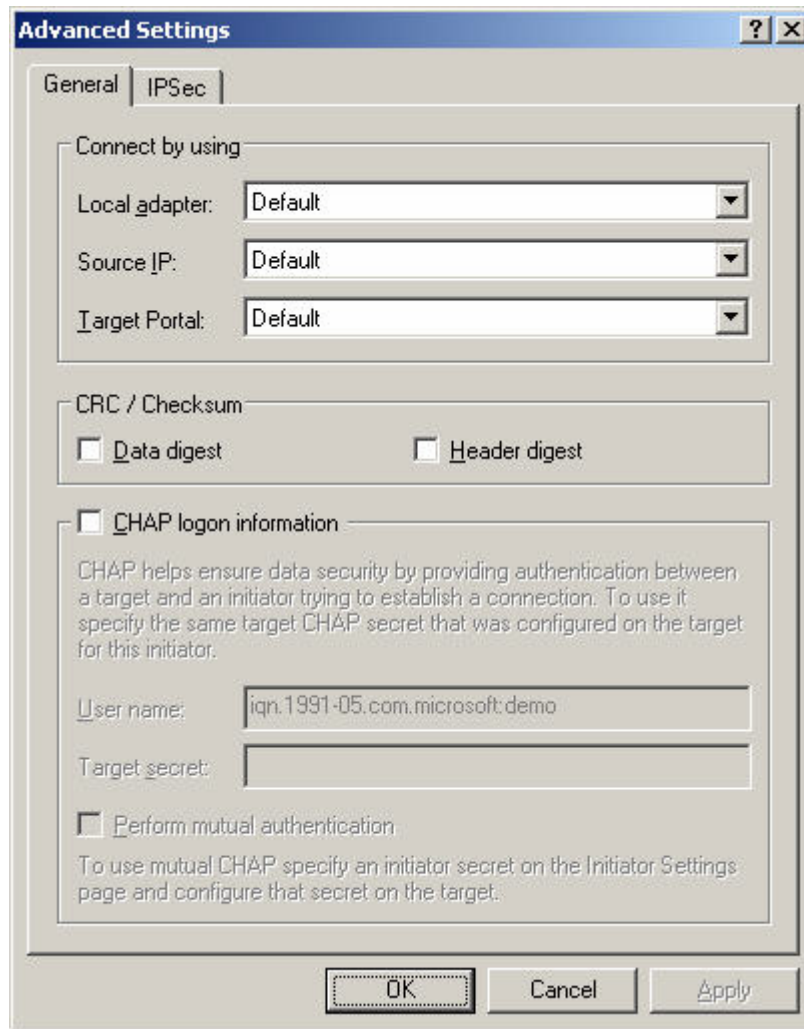 Advanced Settings
General
IPSec
Connect by using
Local adapter:
Default
Source IP:
Default
Target Portal:
Default
CRC / Checksum
Data digest
Header digest
CHAP logon information
CHAP helps ensure data security by providing authentication between
a target and an initiator trying to establish a connection. To use it
specify the same target CHAP secret that was configured on the target
for this initiator.
User name:
iqn.1991-05.com.microsoft:demo
Target secret:
Perform mutual authentication
To use mutual CHAP specify an initiator secret on the Initiator Settings
page and configure that secret on the target.
OK
Cancel
Apply